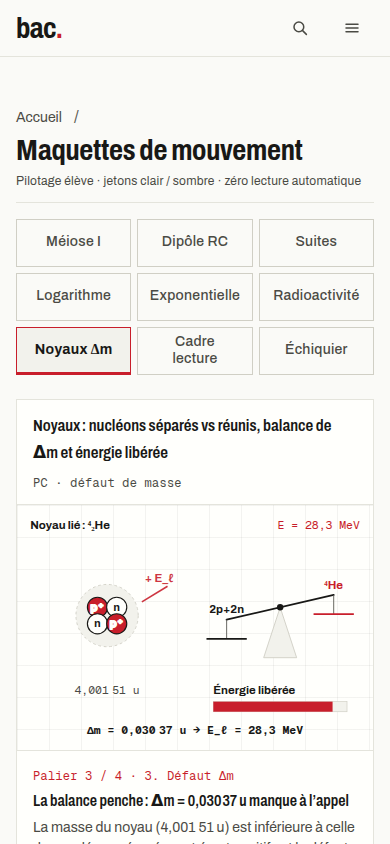 bac.
Accueil /
Maquettes de mouvement
Pilotage élève · jetons clair / sombre · zéro lecture automatique
Méiose I
Dipôle RC
Suites
Logarithme
Exponentielle
Radioactivité
Noyaux Δm
Cadre
lecture
Échiquier
Noyaux : nucléons séparés vs réunis, balance de
Δm et énergie libérée
PC · défaut de masse
Noyau lié : ⁴₂He
E = 28,3 MeV
+ E_ℓ
p⁺ n
n p⁺
2p+2n
⁴He
4,001 51 u
Énergie libérée
Δm = 0,030 37 u → E_ℓ = 28,3 MeV
Palier 3 / 4 · 3. Défaut Δm
La balance penche : Δm = 0,030 37 u manque à l’appel
La masse du noyau (4,001 51 u) est inférieure à celle